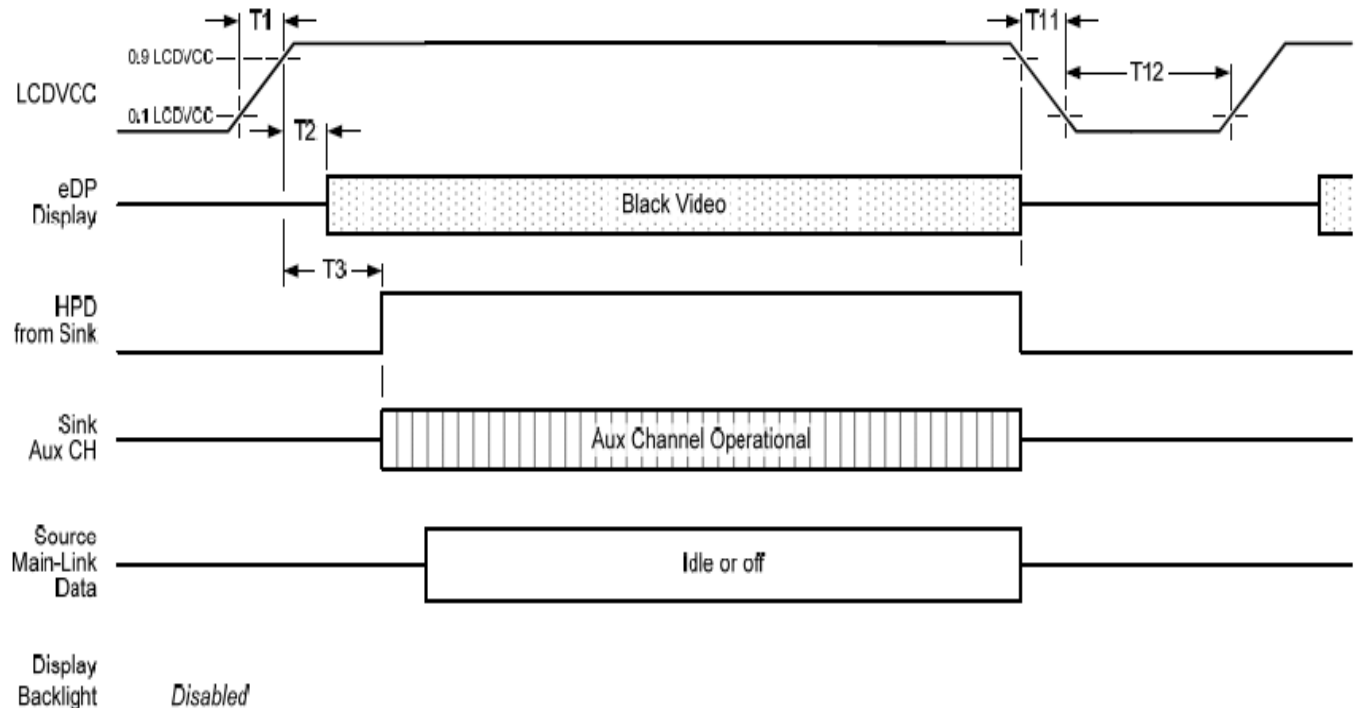 T1
T11
0.9 LCDVCC
T12
LCDVCC
0.1 LCDVCC
T2
eDP
Display
Black Video
T3
HPD
from Sink
Sink
Aux CH
Aux Channel Operational
Source
Main-Link
Data
Idle or off
Display
Backlight
Disabled